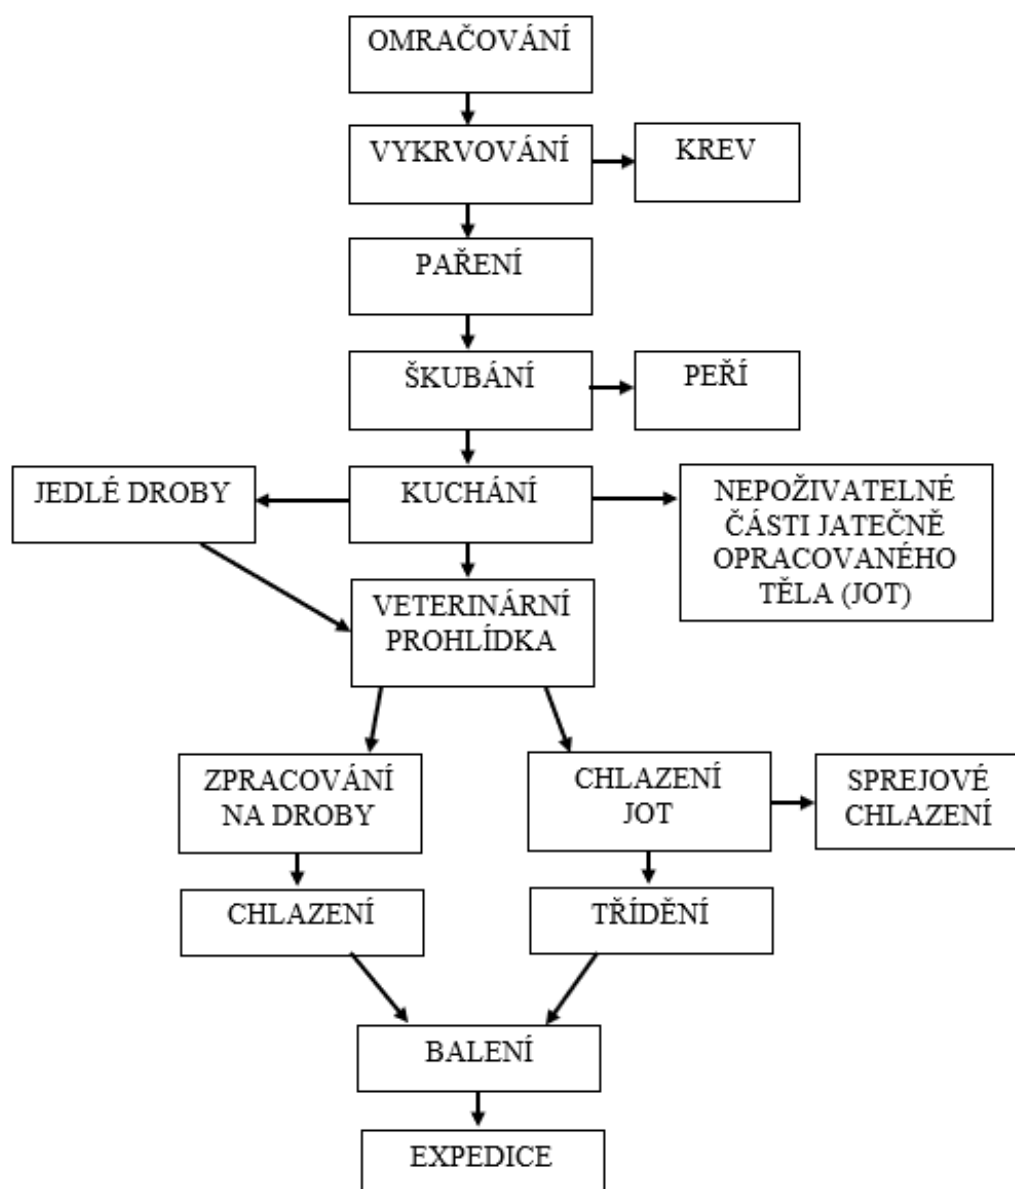 OMRAČOVÁNÍ
VYKRVOVÁNÍ
KREV
PAŘENÍ
ŠKUBÁNÍ
PEŘÍ
JEDLÉ DROBY
KUCHÁNÍ
NEPOŽIVATELNÉ
ČÁSTI JATEČNĚ
OPRACOVANÉHO
TĚLA (JOT)
VETERINÁRNÍ
PROHLÍDKA
ZPRACOVÁNÍ
NA DROBY
CHLAZENÍ
JOT
SPREJOVÉ
CHLAZENÍ
CHLAZENÍ
TŘÍDĚNÍ
BALENÍ
EXPEDICE